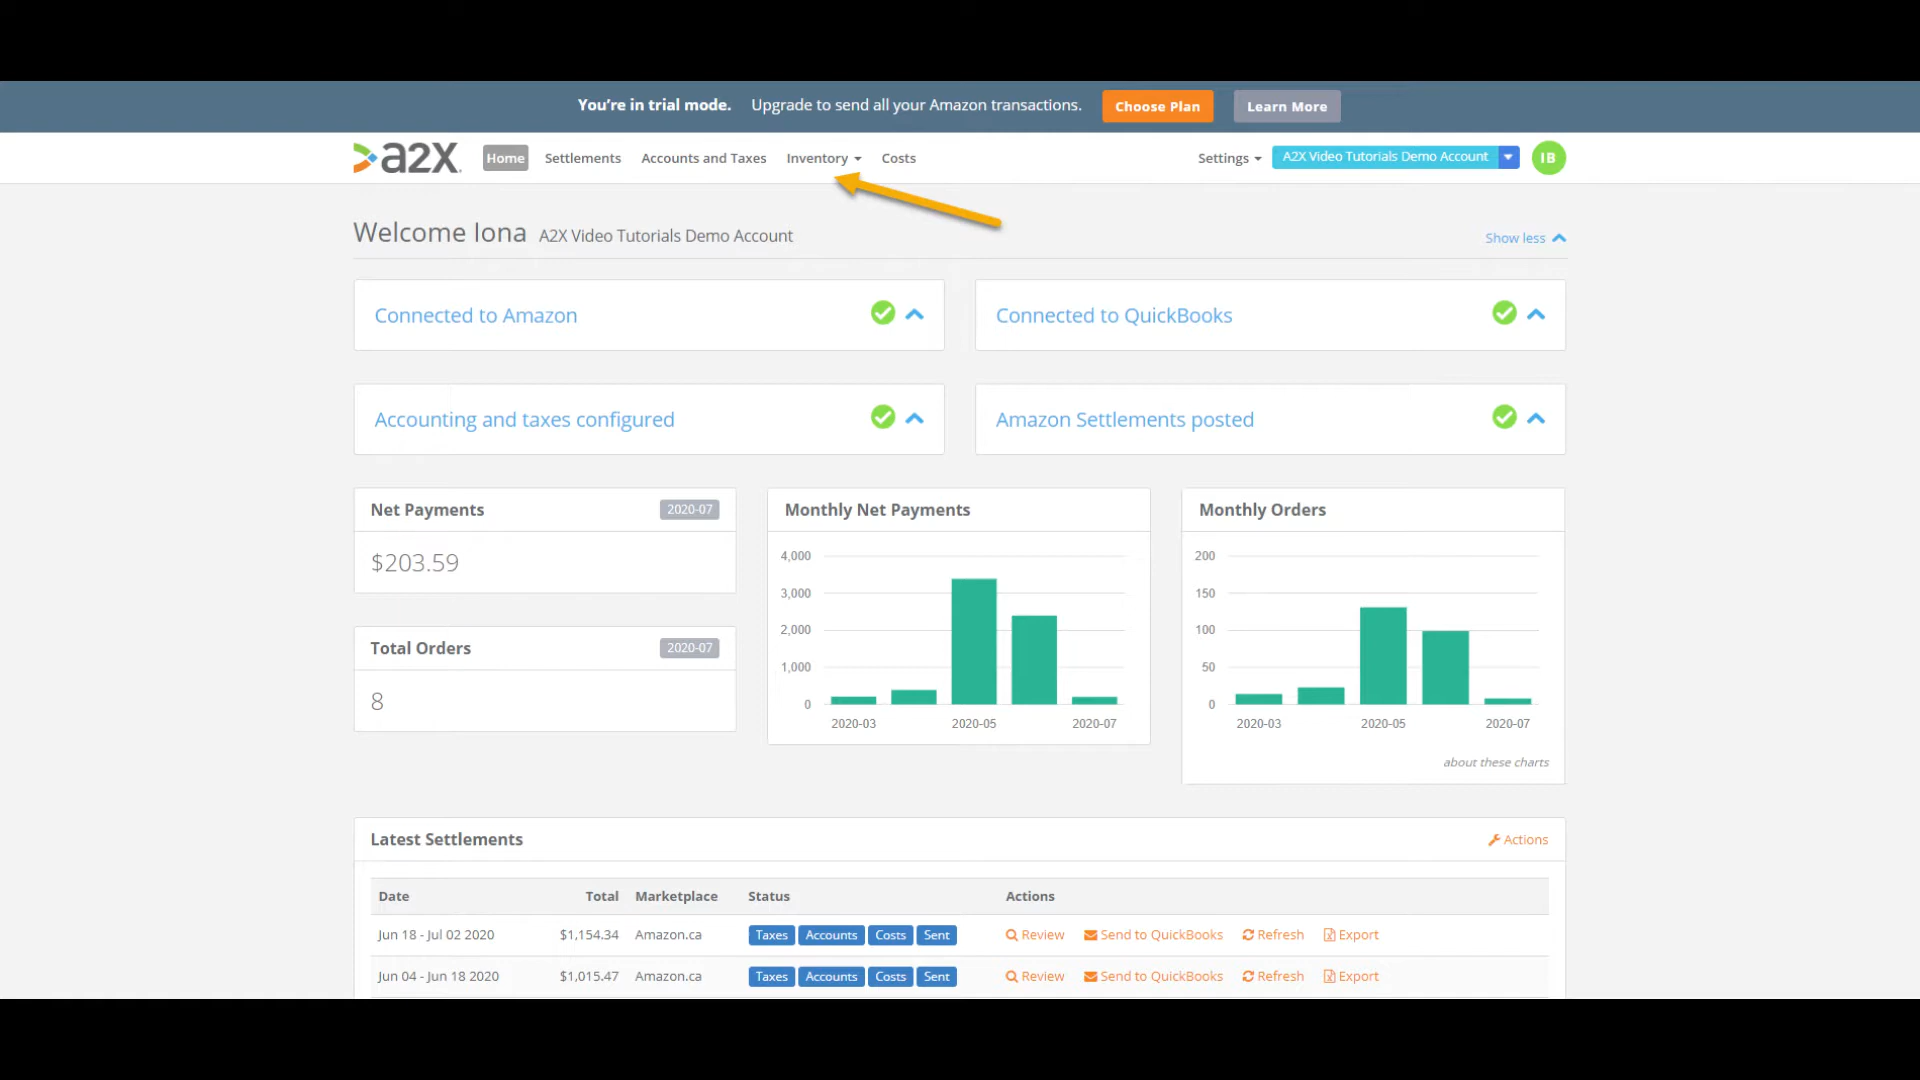 You're in trial mode. Upgrade to send all your Amazon transactions. Choose Plan Learn More
a2X. Home Settlements Accounts and Taxes Inventory Costs Settings A2X Video Tutorials Demo Account IB
Welcome Iona A2X Video Tutorials Demo Account Show less
Connected to Amazon Connected to QuickBooks
Accounting and taxes configured Amazon Settlements posted
Net Payments 2020-07
$203.59
Total Orders 2020-07
8
Monthly Net Payments
4,000
3,000
2,000
1,000
0
2020-03 2020-05 2020-07
Monthly Orders
200
150
100
50
0
2020-03 2020-05 2020-07
about these charts
Latest Settlements Actions
Date Total Marketplace Status Actions
Jun 18 - Jul 02 2020 $1,154.34 Amazon.ca Taxes Accounts Costs Sent Review Send to QuickBooks Refresh Export
Jun 04 - Jun 18 2020 $1,015.47 Amazon.ca Taxes Accounts Costs Sent Review Send to QuickBooks Refresh Export